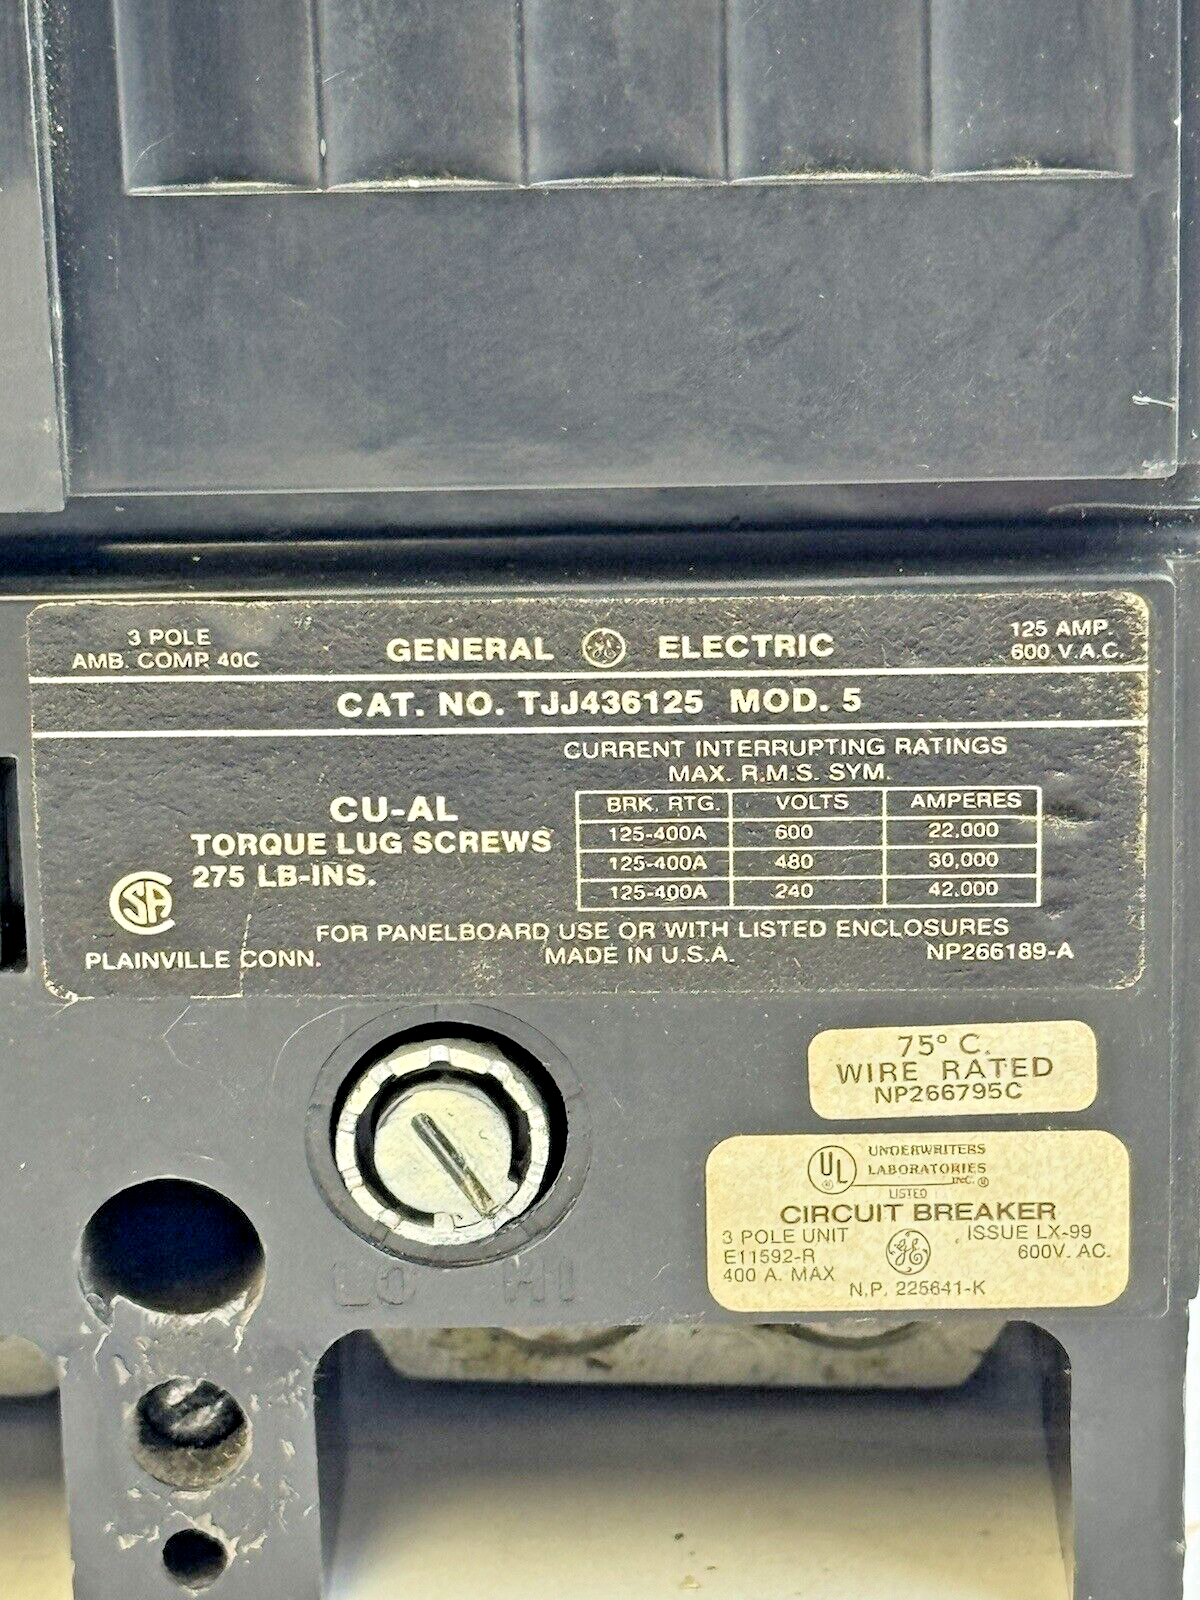 3 POLE
AMB. COMP. 40C
GENERAL GE ELECTRIC
125 AMP.
600 V.A.C.
CAT. NO. TJJ436125 MOD. 5
CURRENT INTERRUPTING RATINGS
MAX. R.M.S. SYM.
BRK. RTG. VOLTS AMPERES
125-400A 600 22,000
125-400A 480 30,000
125-400A 240 42,000
CU-AL
TORQUE LUG SCREWS
275 LB-INS.
CSA
FOR PANELBOARD USE OR WITH LISTED ENCLOSURES
PLAINVILLE CONN.
MADE IN U.S.A.
NP266189-A
75° C.
WIRE RATED
NP266795C
UL ®
UNDERWRITERS
LABORATORIES
INC. ®
LISTED
CIRCUIT BREAKER
3 POLE UNIT GE ISSUE LX-99
E11592-R 600V. AC.
400 A. MAX
N.P. 225641-K
LO HI